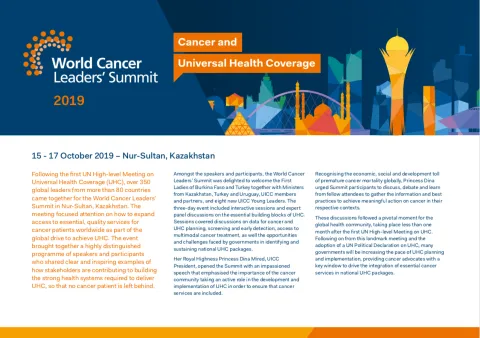 World Cancer
Leaders' Summit
2019
Cancer and
Universal Health Coverage
15 - 17 October 2019 – Nur-Sultan, Kazakhstan
Following the first UN High-level Meeting on
Universal Health Coverage (UHC), over 350
global leaders from more than 80 countries
came together for the World Cancer Leaders'
Summit in Nur-Sultan, Kazakhstan. The
meeting focused attention on how to expand
access to essential, quality services for
cancer patients worldwide as part of the
global drive to achieve UHC. The event
brought together a highly distinguished
programme of speakers and participants
who shared clear and inspiring examples of
how stakeholders are contributing to building
the strong health systems required to deliver
UHC, so that no cancer patient is left behind.
Amongst the speakers and participants, the World Cancer
Leaders' Summit was delighted to welcome the First
Ladies of Burkina Faso and Turkey together with Ministers
from Kazakhstan, Turkey and Uruguay, UICC members
and partners, and eight new UICC Young Leaders. The
three-day event included interactive sessions and expert
panel discussions on the essential building blocks of UHC.
Sessions covered discussions on data for cancer and
UHC planning, screening and early detection, access to
multimodal cancer treatment, as well the opportunities
and challenges faced by governments in identifying and
sustaining national UHC packages.
Her Royal Highness Princess Dina Mired, UICC
President, opened the Summit with an impassioned
speech that emphasised the importance of the cancer
community taking an active role in the development and
implementation of UHC in order to ensure that cancer
services are included.
Recognising the economic, social and development toll
of premature cancer mortality globally, Princess Dina
urged Summit participants to discuss, debate and learn
from fellow attendees to gather the information and best
practices to achieve meaningful action on cancer in their
respective contexts.
These discussions followed a pivotal moment for the
global health community, taking place less than one
month after the first UN High-level Meeting on UHC.
Following on from this landmark meeting and the
adoption of a UN Political Declaration on UHC, many
governments will be increasing the pace of UHC planning
and implementation, providing cancer advocates with a
key window to drive the integration of essential cancer
services in national UHC packages.